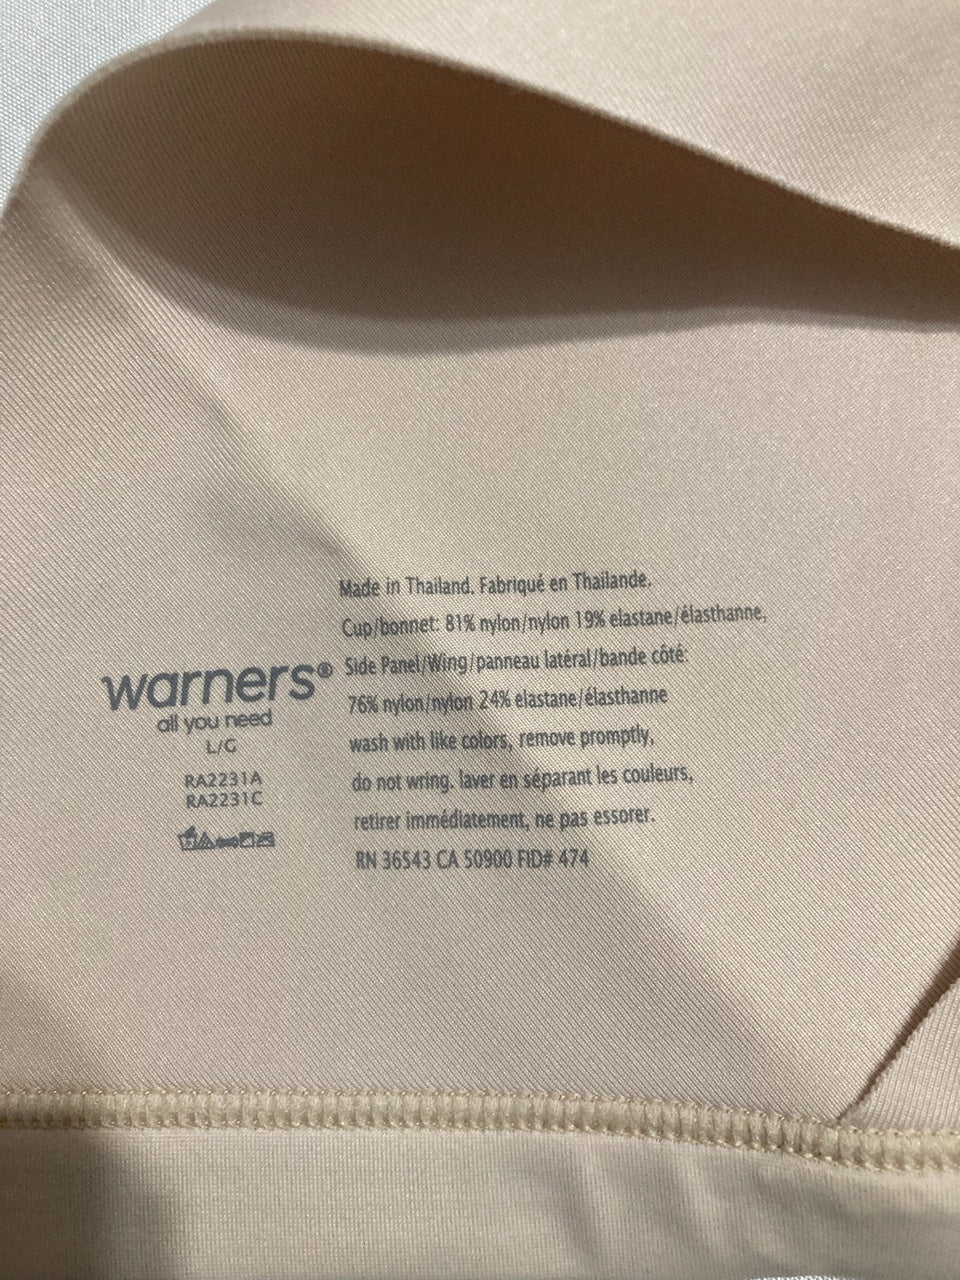 warners®
all you need
L/G
RA2231A
RA2231C
Made in Thailand. Fabriqué en Thailande.
Cup/bonnet: 81% nylon/nylon 19% elastane/élasthanne,
Side Panel/Wing/panneau latéral/bande côté:
76% nylon/nylon 24% elastane/élasthanne
wash with like colors, remove promptly,
do not wring. laver en séparant les couleurs,
retirer immédiatement, ne pas essorer.
RN 36543 CA 50900 FID# 474